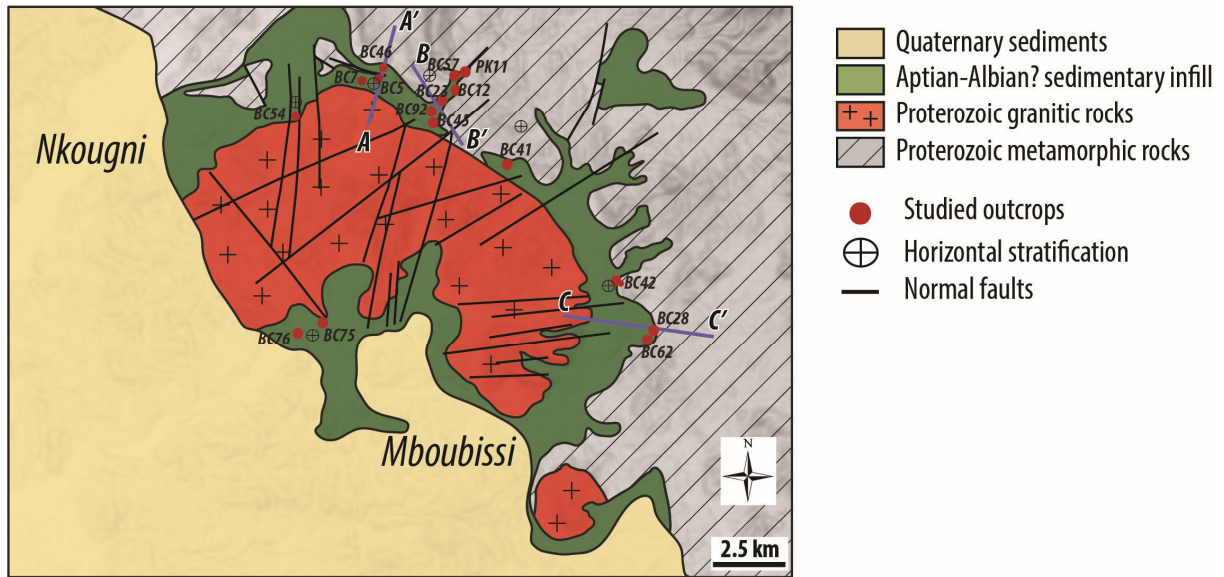 A'
BC46
B
BC7
BC5
BC57
PK11
BC23
BC12
BC92
BC45
BC54
A
B'
Nkougni
BC41
BC42
C
BC28
C'
BC76
BC75
BC62
Mboubissi
N
2.5 km
Quaternary sediments
Aptian-Albian? sedimentary infill
Proterozoic granitic rocks
Proterozoic metamorphic rocks
Studied outcrops
Horizontal stratification
Normal faults